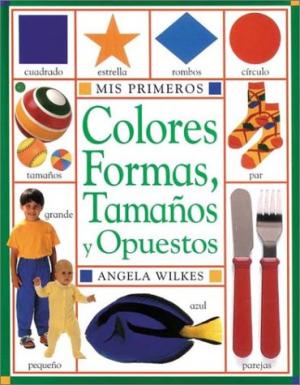 cuadrado estrella rombos círculo
MIS PRIMEROS
Colores
Formas,
Tamaños
y Opuestos
ANGELA WILKES
tamaños
par
grande
azul
pequeño
parejas